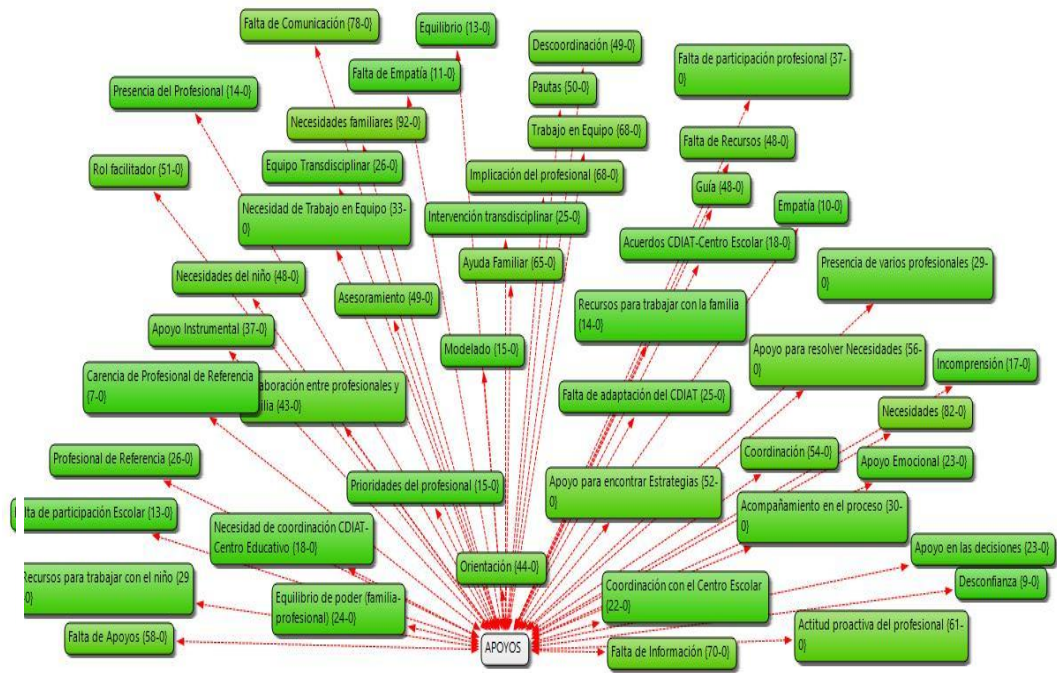 Falta de Comunicación {78-0}
Equilibrio {13-0}
Descoordinación {49-0}
Falta de participación profesional {37-
0}
Falta de Empatía {11-0}
Presencia del Profesional {14-0}
Pautas {50-0}
Necesidades familiares {92-0}
Trabajo en Equipo {68-0}
Falta de Recursos {48-0}
Rol facilitador {51-0}
Equipo Transdisciplinar {26-0}
Implicación del profesional {68-0}
Guía {48-0}
Empatía {10-0}
Necesidad de Trabajo en Equipo {33-
0}
Intervención transdisciplinar {25-0}
Acuerdos CDIAT-Centro Escolar {18-0}
Necesidades del niño {48-0}
Ayuda Familiar {65-0}
Presencia de varios profesionales {29-
0}
Asesoramiento {49-0}
Recursos para trabajar con la familia
{14-0}
Apoyo Instrumental {37-0}
Modelado {15-0}
Apoyo para resolver Necesidades {56-
0}
Incomprensión {17-0}
Carencia de Profesional de Referencia
{7-0}
laboración entre profesionales y
ilia {43-0}
Falta de adaptación del CDIAT {25-0}
Necesidades {82-0}
Coordinación {54-0}
Profesional de Referencia {26-0}
Apoyo Emocional {23-0}
Prioridades del profesional {15-0}
Apoyo para encontrar Estrategias {52-
0}
Acompañamiento en el proceso {30-
0}
lta de participación Escolar {13-0}
Necesidad de coordinación CDIAT-
Centro Educativo {18-0}
Apoyo en las decisiones {23-0}
Orientación {44-0}
Recursos para trabajar con el niño {29
-0}
Equilibrio de poder (familia-
profesional) {24-0}
Coordinación con el Centro Escolar
{22-0}
Desconfianza {9-0}
Falta de Apoyos {58-0}
APOYOS
Falta de Información {70-0}
Actitud proactiva del profesional {61-
0}